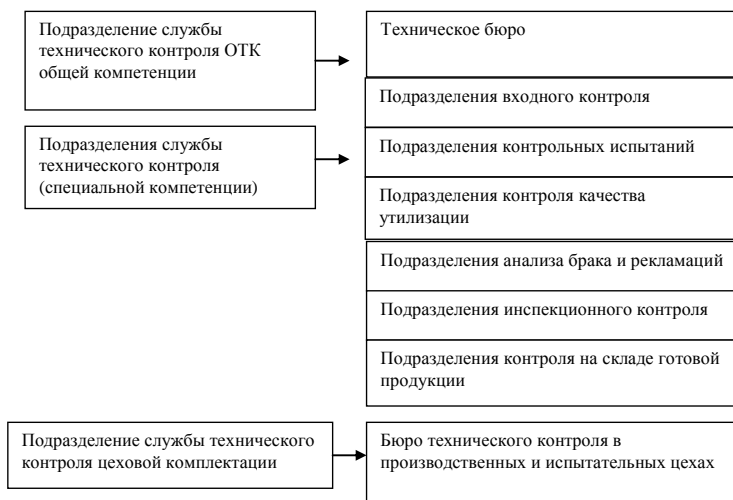 Подразделение службы
технического контроля ОТК
общей компетенции
Техническое бюро
Подразделения входного контроля
Подразделения службы
технического контроля
(специальной компетенции)
Подразделения контрольных испытаний
Подразделения контроля качества
утилизации
Подразделения анализа брака и рекламаций
Подразделения инспекционного контроля
Подразделения контроля на складе готовой
продукции
Подразделение службы технического
контроля цеховой комплектации
Бюро технического контроля в
производственных и испытательных цехах